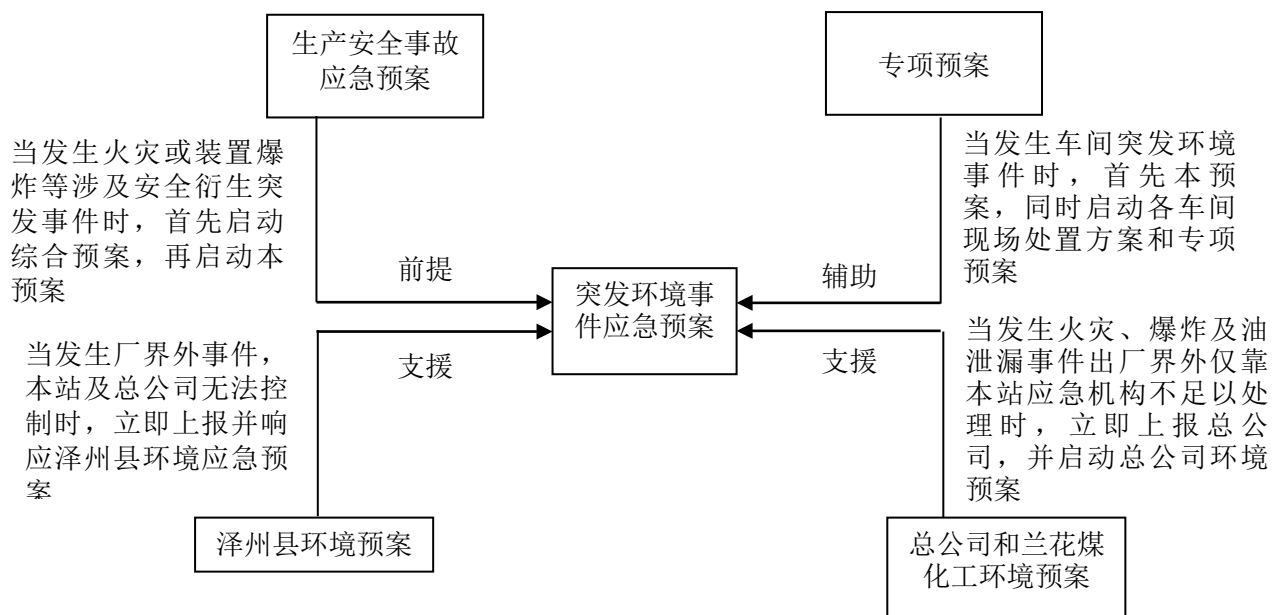 生产安全事故
应急预案
专项预案
当发生火灾或装置爆
炸等涉及安全衍生突
发事件时，首先启动
综合预案，再启动本
预案
前提
当发生车间突发环境
事件时，首先本预
案，同时启动各车间
现场处置方案和专项
预案
辅助
突发环境事
件应急预案
当发生厂界外事件，
本站及总公司无法控
制时，立即上报并响
应泽州县环境应急预
案
支援
支援
当发生火灾、爆炸及油
泄漏事件出厂界外仅靠
本站应急机构不足以处
理时，立即上报总公
司，并启动总公司环境
预案
泽州县环境预案
总公司和兰花煤
化工环境预案